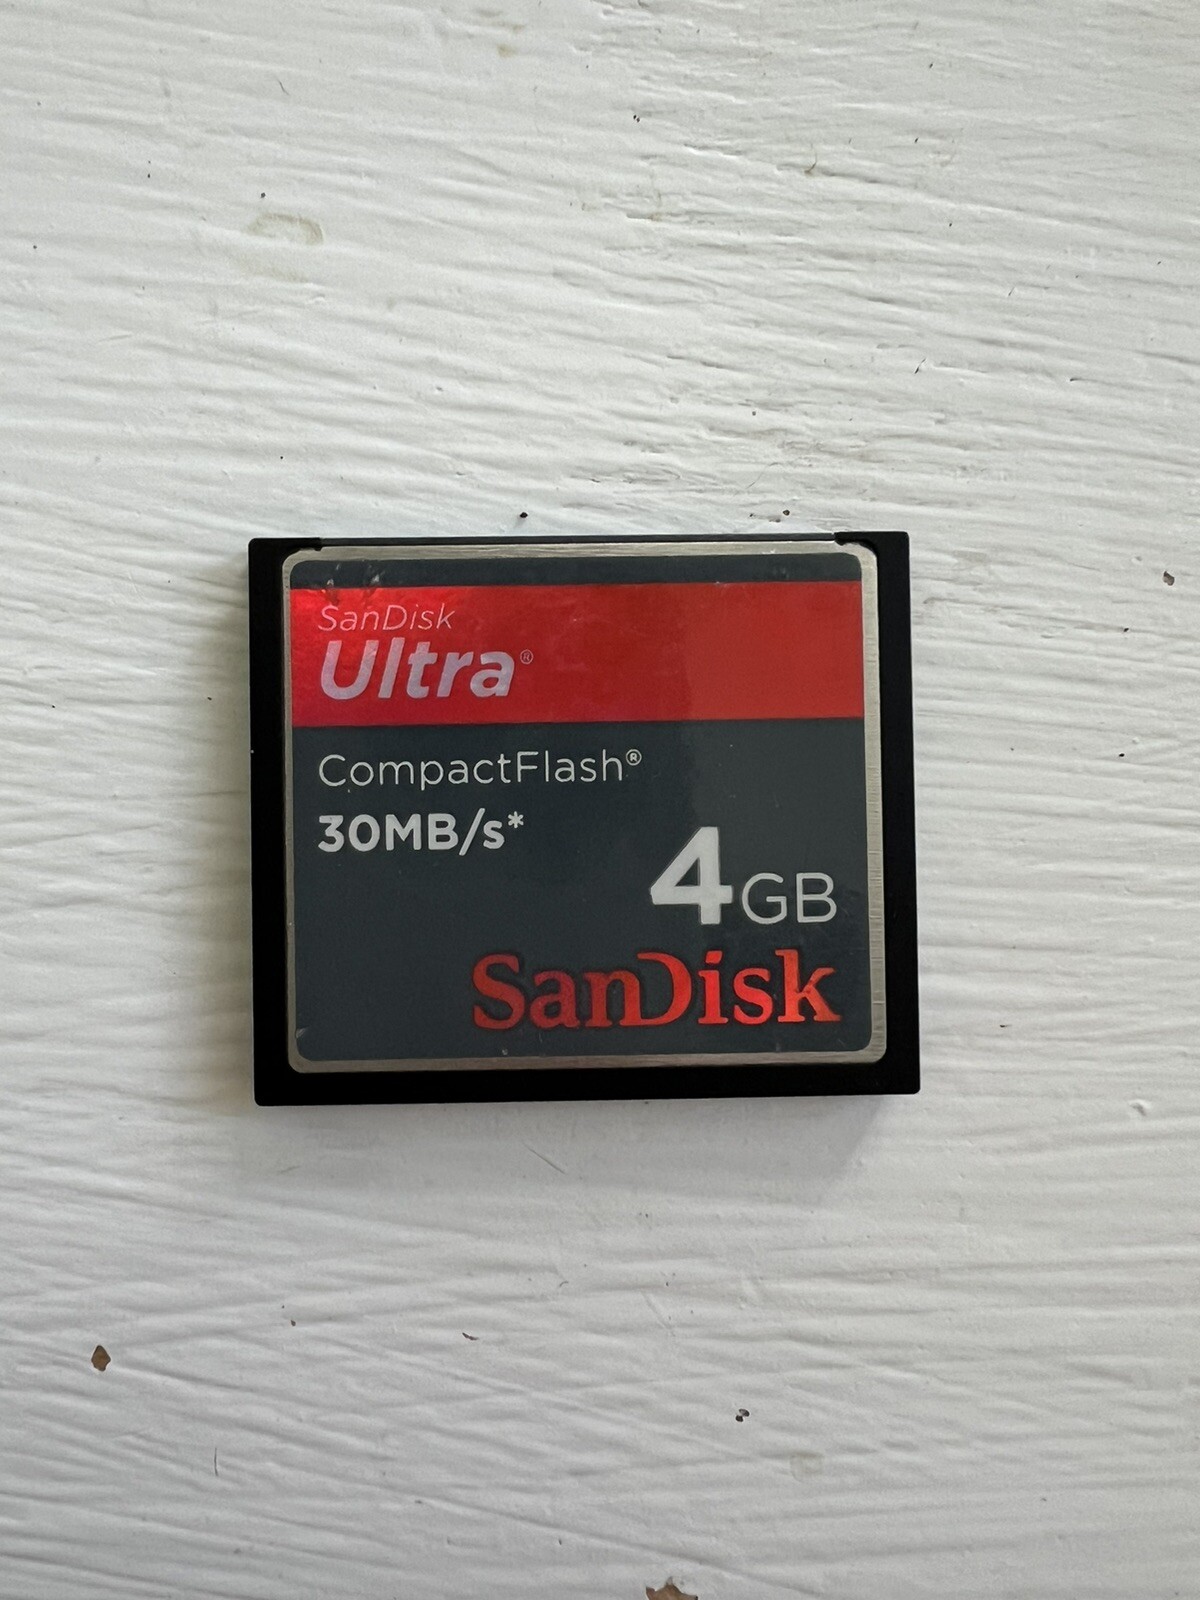 SanDisk
Ultra®
CompactFlash®
30MB/s*
4GB
SanDisk